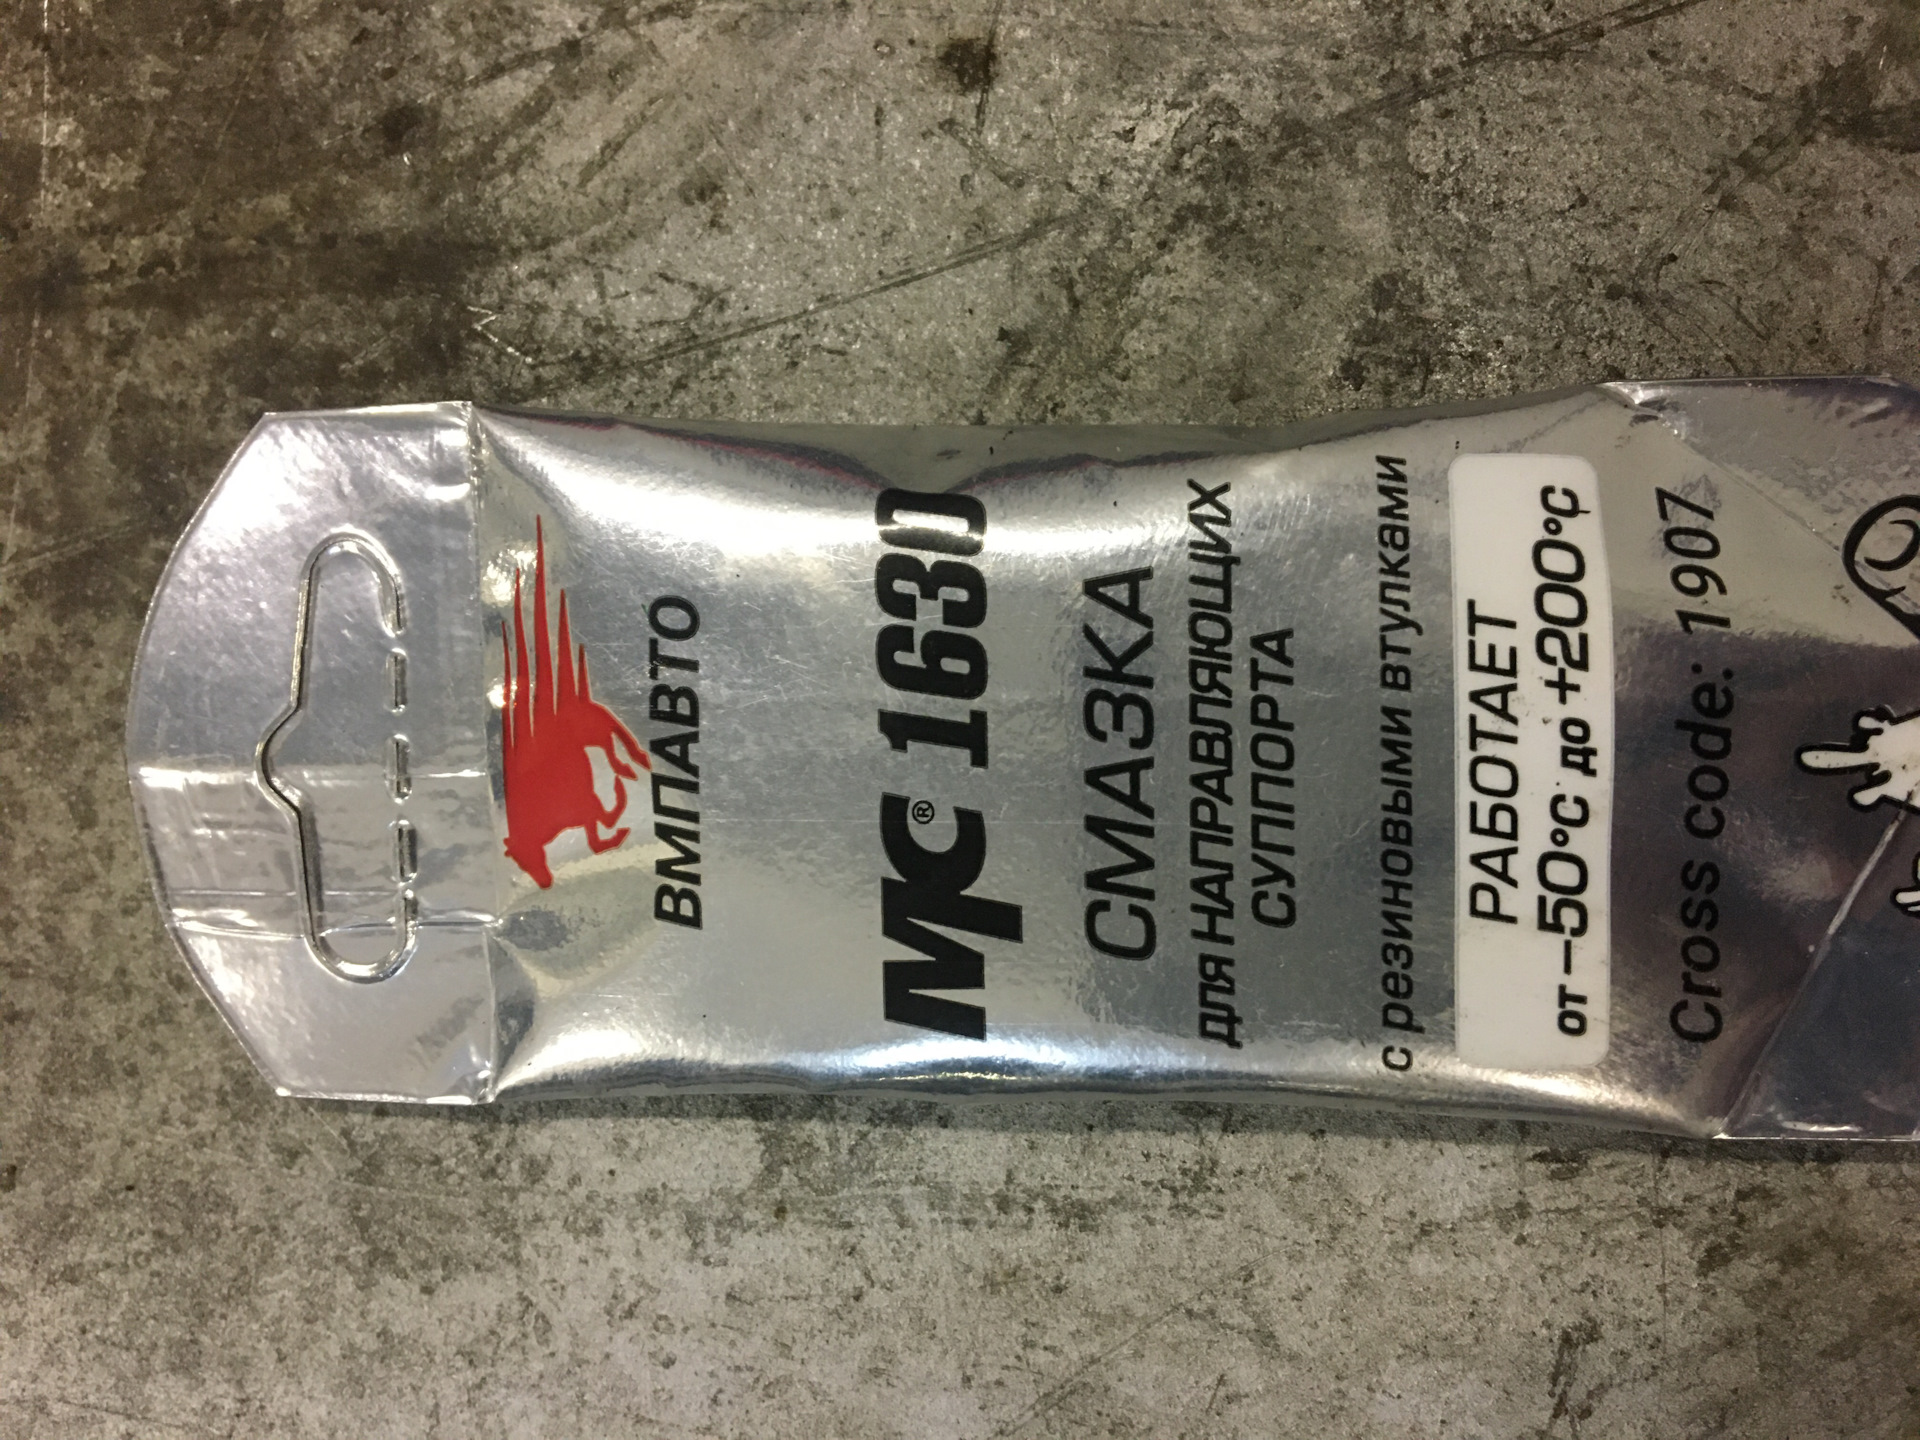 ВМПАВТО
МС® 1630
СМАЗКА
ДЛЯ НАПРАВЛЯЮЩИХ
СУППОРТА
с резиновыми втулками
РАБОТАЕТ
от –50°С до +200°С
Cross code: 1907